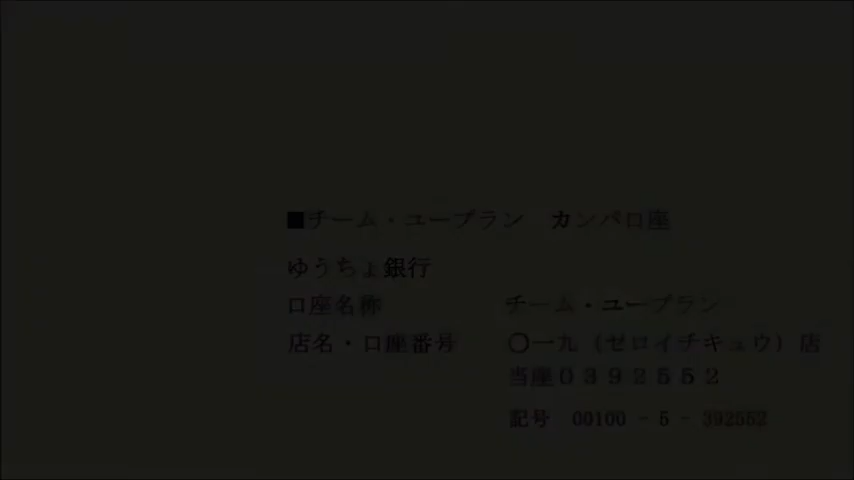 ■チーム・ユープラン　カンパ口座
ゆうちょ銀行
口座名称　チーム・ユープラン
店名・口座番号　〇一九（ゼロイチキュウ）店
当座０３９２５５２
記号　00100 - 5 - 392552